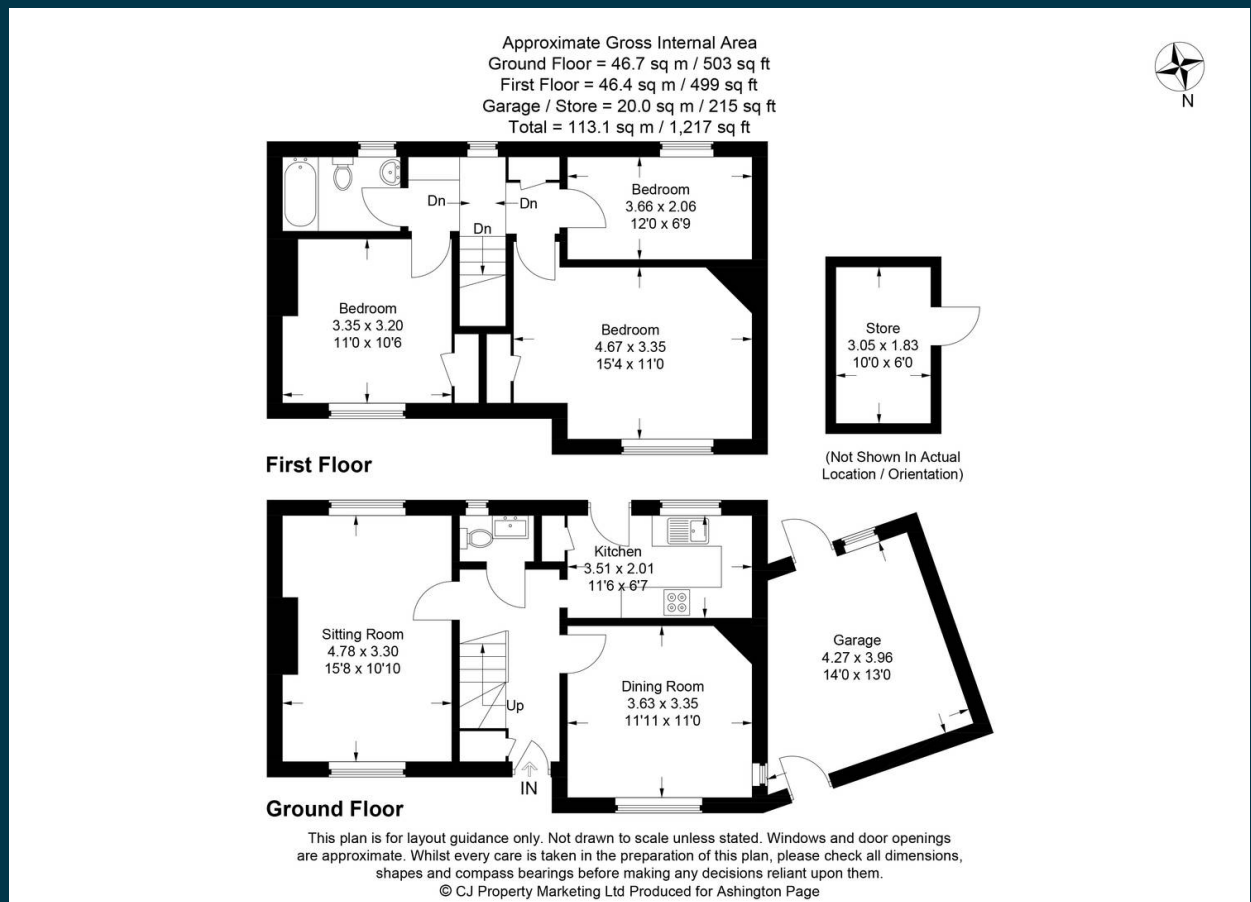 Approximate Gross Internal Area
Ground Floor = 46.7 sq m / 503 sq ft
First Floor = 46.4 sq m / 499 sq ft
Garage / Store = 20.0 sq m / 215 sq ft
Total = 113.1 sq m / 1,217 sq ft
N
Dn
Dn
Dn
Bedroom
3.66 x 2.06
12'0 x 6'9
Bedroom
3.35 x 3.20
11'0 x 10'6
Bedroom
4.67 x 3.35
15'4 x 11'0
Store
3.05 x 1.83
10'0 x 6'0
(Not Shown In Actual
Location / Orientation)
First Floor
Kitchen
3.51 x 2.01
11'6 x 6'7
Sitting Room
4.78 x 3.30
15'8 x 10'10
Up
Dining Room
3.63 x 3.35
11'11 x 11'0
Garage
4.27 x 3.96
14'0 x 13'0
IN
Ground Floor
This plan is for layout guidance only. Not drawn to scale unless stated. Windows and door openings
are approximate. Whilst every care is taken in the preparation of this plan, please check all dimensions,
shapes and compass bearings before making any decisions reliant upon them.
© CJ Property Marketing Ltd Produced for Ashington Page